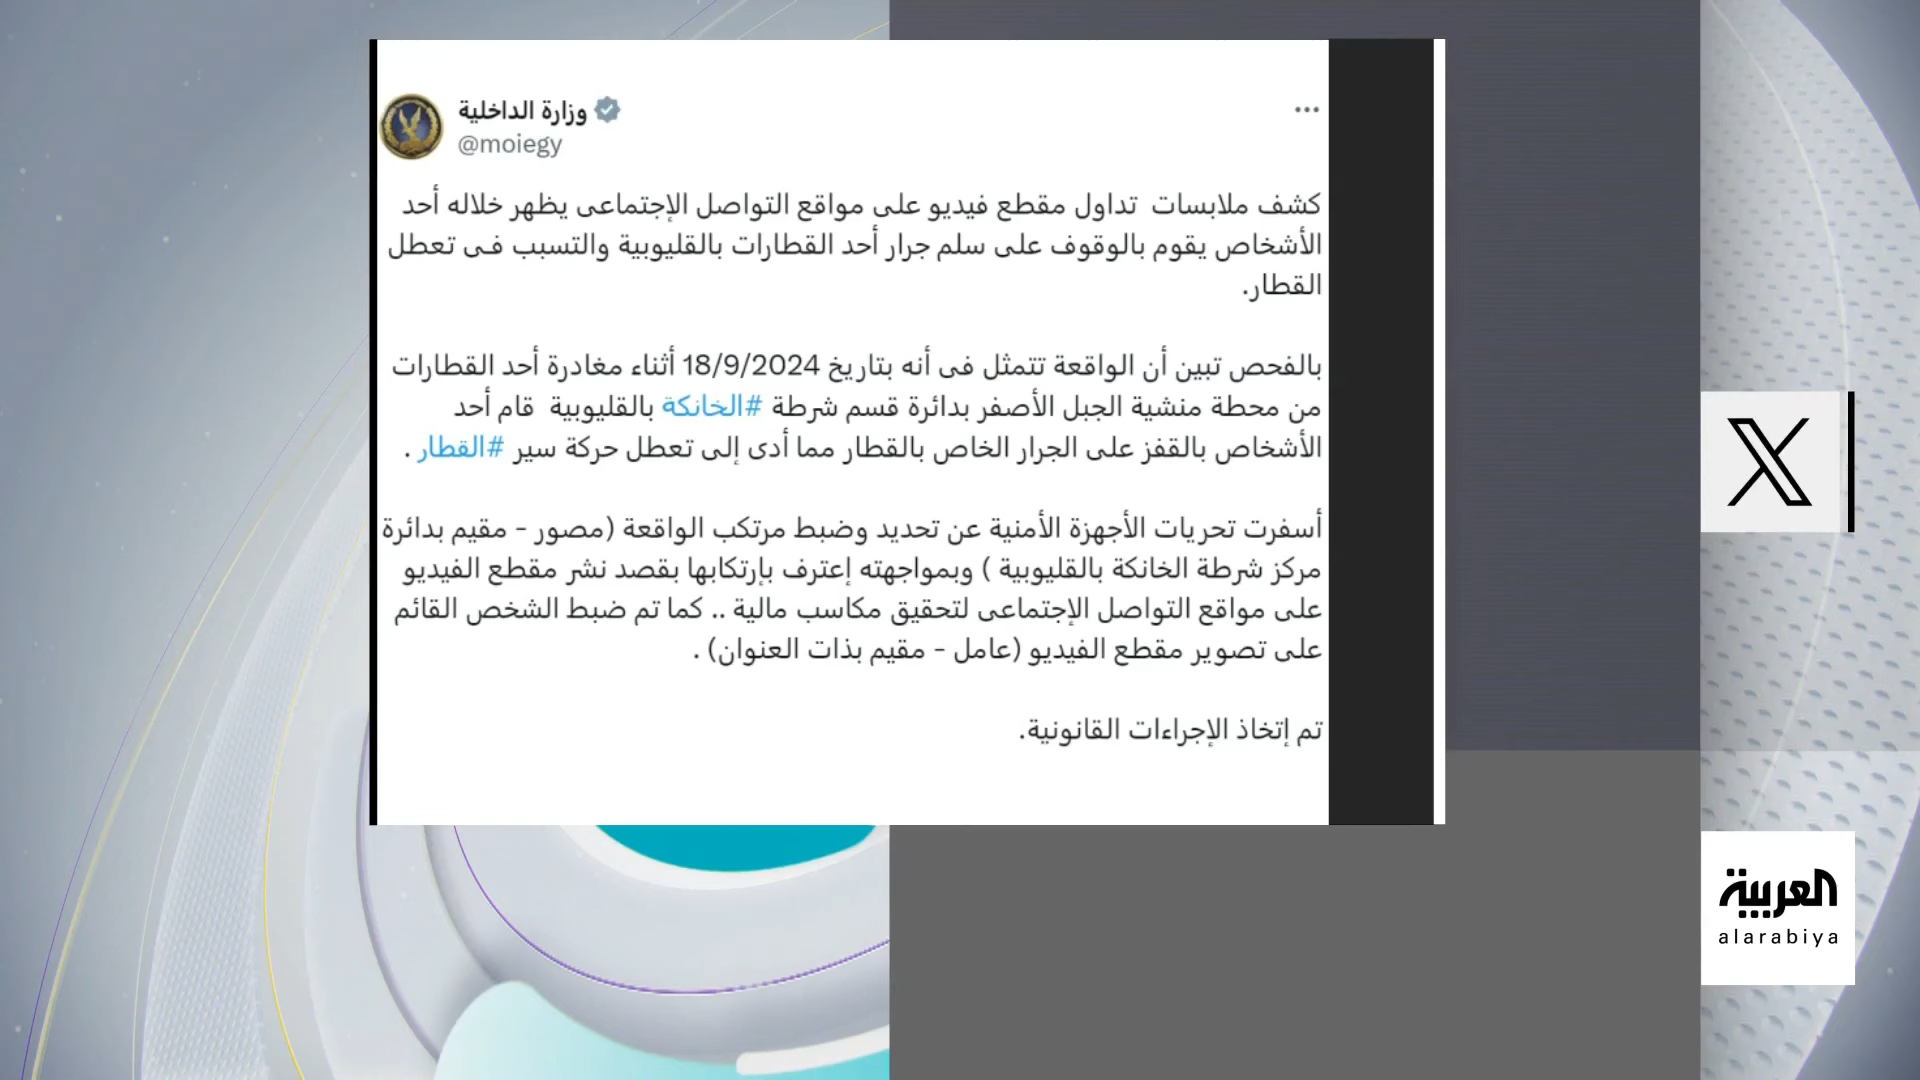 وزارة الداخلية
@moiegy
كشف ملابسات تداول مقطع فيديو على مواقع التواصل الإجتماعى يظهر خلاله أحد
الأشخاص يقوم بالوقوف على سلم جرار أحد القطارات بالقليوبية والتسبب فى تعطل
القطار.
بالفحص تبين أن الواقعة تتمثل فى أنه بتاريخ 18/9/2024 أثناء مغادرة أحد القطارات
من محطة منشية الجبل الأصفر بدائرة قسم شرطة #الخانكة بالقليوبية قام أحد
الأشخاص بالقفز على الجرار الخاص بالقطار مما أدى إلى تعطل حركة سير #القطار .
أسفرت تحريات الأجهزة الأمنية عن تحديد وضبط مرتكب الواقعة (مصور - مقيم بدائرة
مركز شرطة الخانكة بالقليوبية ) وبمواجهته إعترف بإرتكابها بقصد نشر مقطع الفيديو
على مواقع التواصل الإجتماعى لتحقيق مكاسب مالية .. كما تم ضبط الشخص القائم
على تصوير مقطع الفيديو (عامل - مقيم بذات العنوان) .
تم إتخاذ الإجراءات القانونية.
العربية
alarabiya